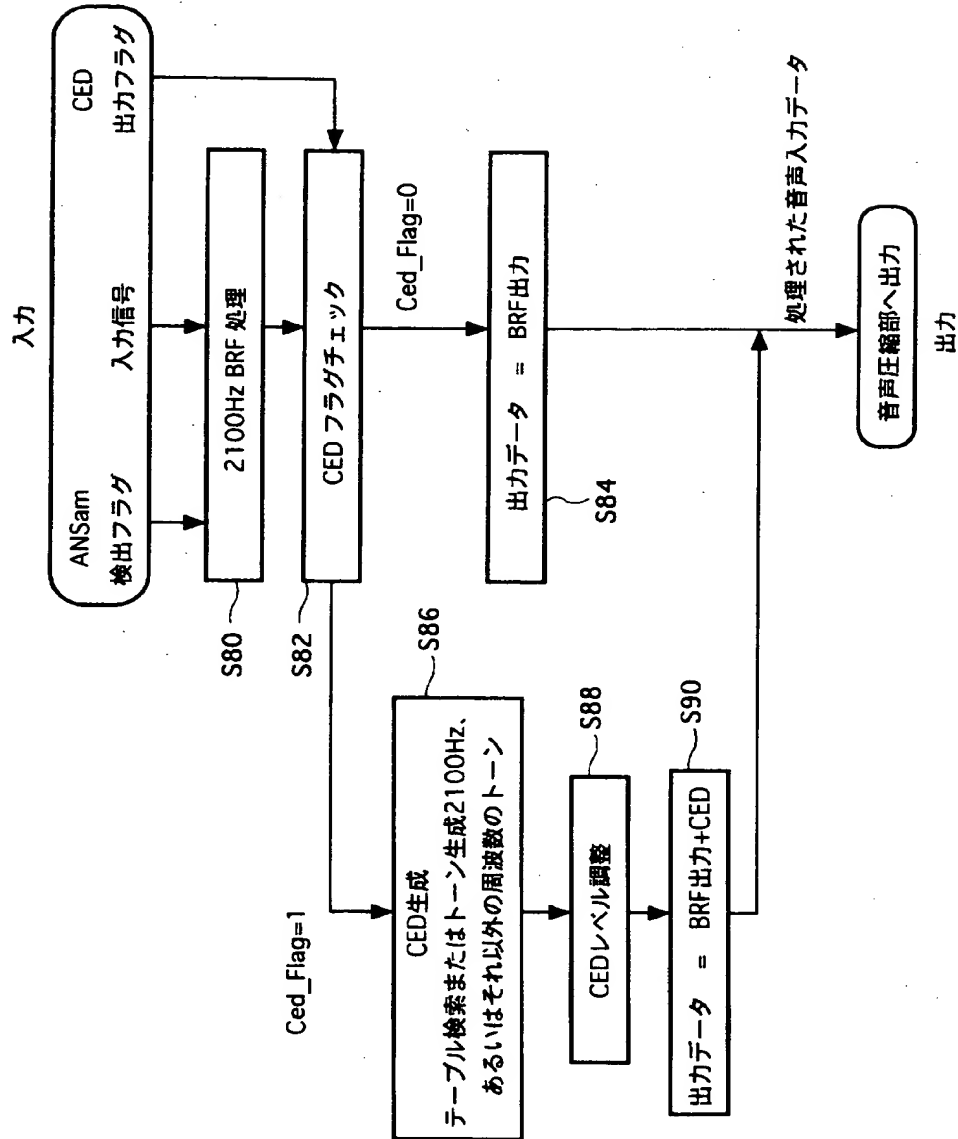 入力
ANSam
検出フラグ
入力信号
CED
出力フラグ
2100Hz BRF 処理
S80
CED フラグチェック
S82
Ced_Flag=1
Ced_Flag=0
CED生成
テーブル検索またはトーン生成2100Hz、
あるいはそれ以外の周波数のトーン
S86
出力データ = BRF出力
S84
CEDレベル調整
S88
出力データ = BRF出力+CED
S90
処理された音声入力データ
音声圧縮部へ出力
出力